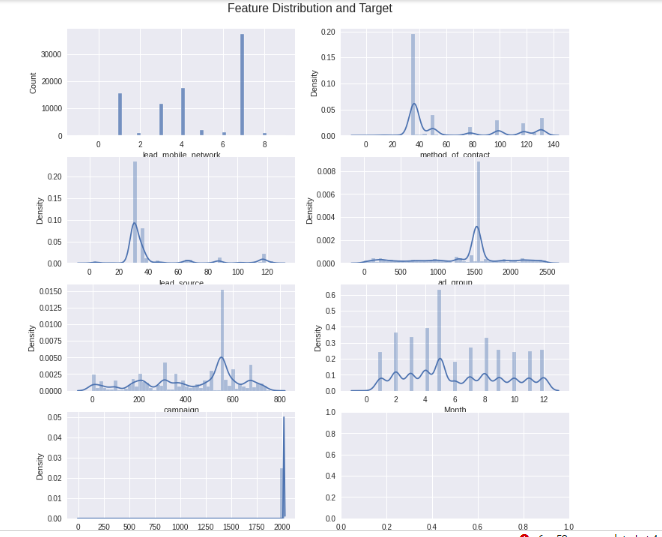 Feature Distribution and Target
Count
30000
20000
10000
0
0 2 4 6 8
lead_mobile_network
Density
0.20
0.15
0.10
0.05
0.00
0 20 40 60 80 100 120 140
method_of_contact
Density
0.20
0.15
0.10
0.05
0.00
0 20 40 60 80 100 120
lead_source
Density
0.008
0.006
0.004
0.002
0.000
0 500 1000 1500 2000 2500
ad_group
Density
0.0150
0.0125
0.0100
0.0075
0.0050
0.0025
0.0000
0 200 400 600 800
campaign
Density
0.6
0.5
0.4
0.3
0.2
0.1
0.0
0 2 4 6 8 10 12
Month
Density
0.05
0.04
0.03
0.02
0.01
0.00
0 250 500 750 1000 1250 1500 1750 2000
1.0
0.8
0.6
0.4
0.2
0.0
0.0 0.2 0.4 0.6 0.8 1.0